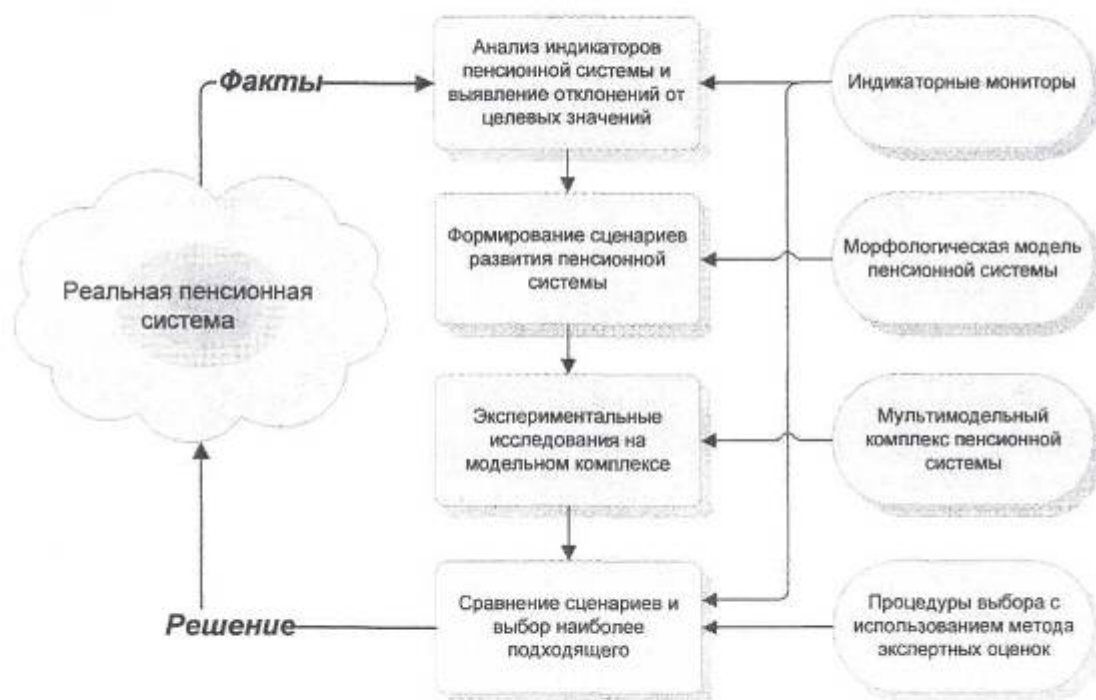 Факты
Анализ индикаторов
пенсионной системы и
выявление отклонений от
целевых значений
Индикаторные мониторы
Реальная пенсионная
система
Формирование сценариев
развития пенсионной
системы
Морфологическая модель
пенсионной системы
Экспериментальные
исследования на
модельном комплексе
Мультимодельный
комплекс пенсионной
системы
Решение
Сравнение сценариев и
выбор наиболее
подходящего
Процедуры выбора с
использованием метода
экспертных оценок